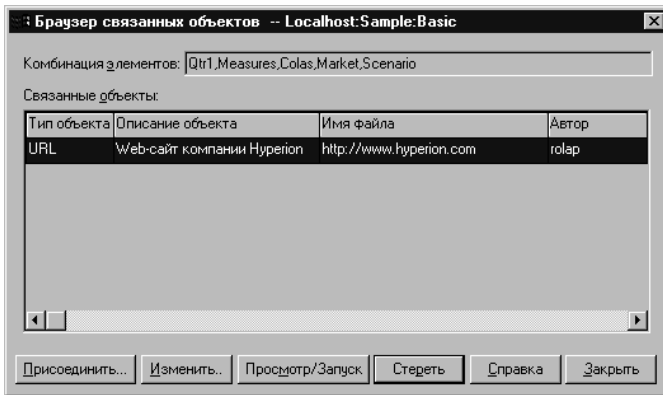 Браузер связанных объектов -- Localhost:Sample:Basic
Комбинация элементов: Qtr1,Measures,Colas,Market,Scenario
Связанные объекты:
Тип объекта Описание объекта Имя файла Автор
URL Web-сайт компании Hyperion http://www.hyperion.com rolap
Присоединить... Изменить.. Просмотр/Запуск Стереть Справка Закрыть